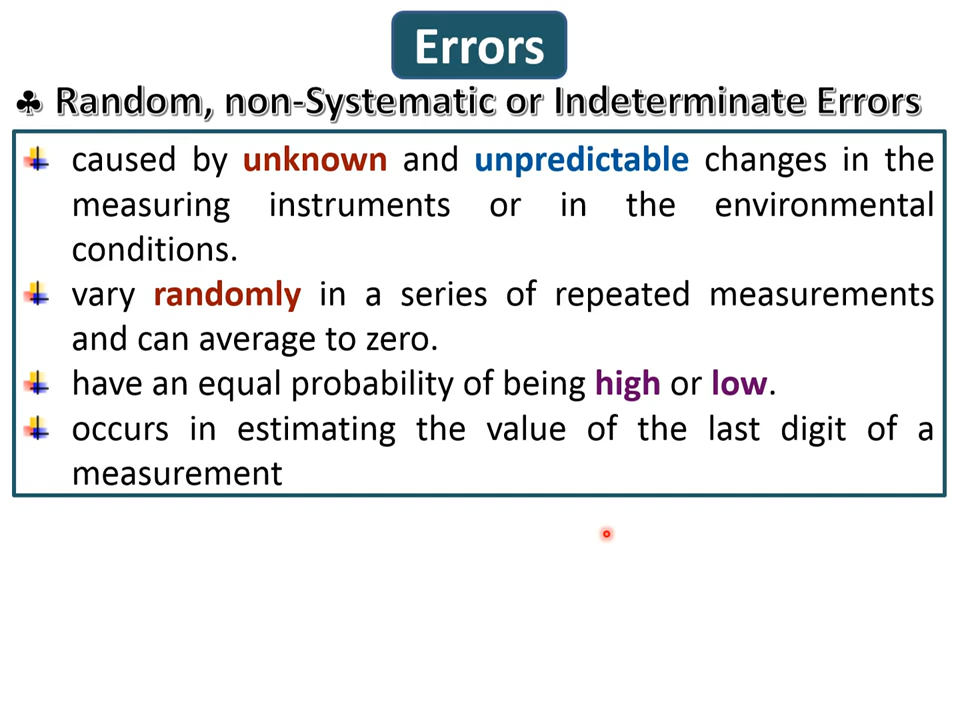 Errors
♣ Random, non-Systematic or Indeterminate Errors
caused by unknown and unpredictable changes in the
measuring instruments or in the environmental
conditions.
vary randomly in a series of repeated measurements
and can average to zero.
have an equal probability of being high or low.
occurs in estimating the value of the last digit of a
measurement